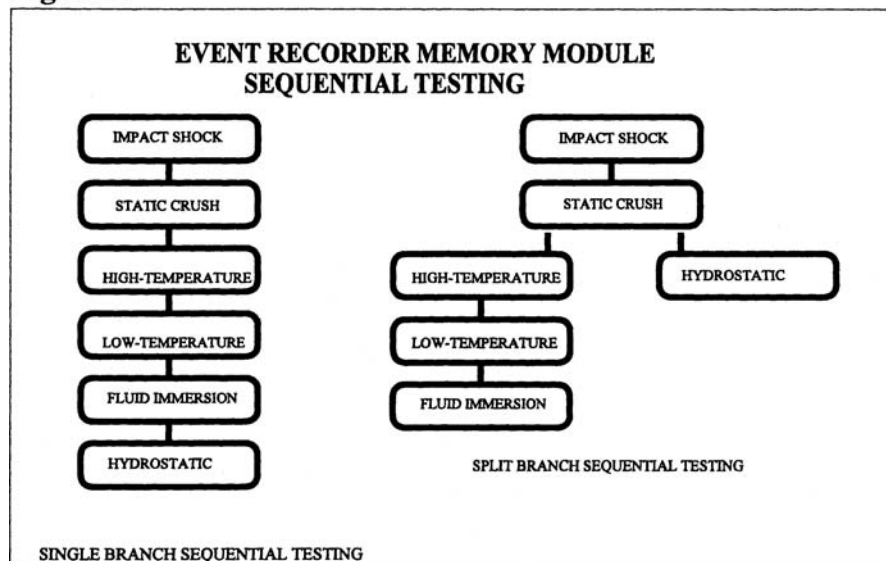 EVENT RECORDER MEMORY MODULE
SEQUENTIAL TESTING
IMPACT SHOCK
STATIC CRUSH
HIGH-TEMPERATURE
LOW-TEMPERATURE
FLUID IMMERSION
HYDROSTATIC
SINGLE BRANCH SEQUENTIAL TESTING
IMPACT SHOCK
STATIC CRUSH
HIGH-TEMPERATURE
LOW-TEMPERATURE
FLUID IMMERSION
HYDROSTATIC
SPLIT BRANCH SEQUENTIAL TESTING